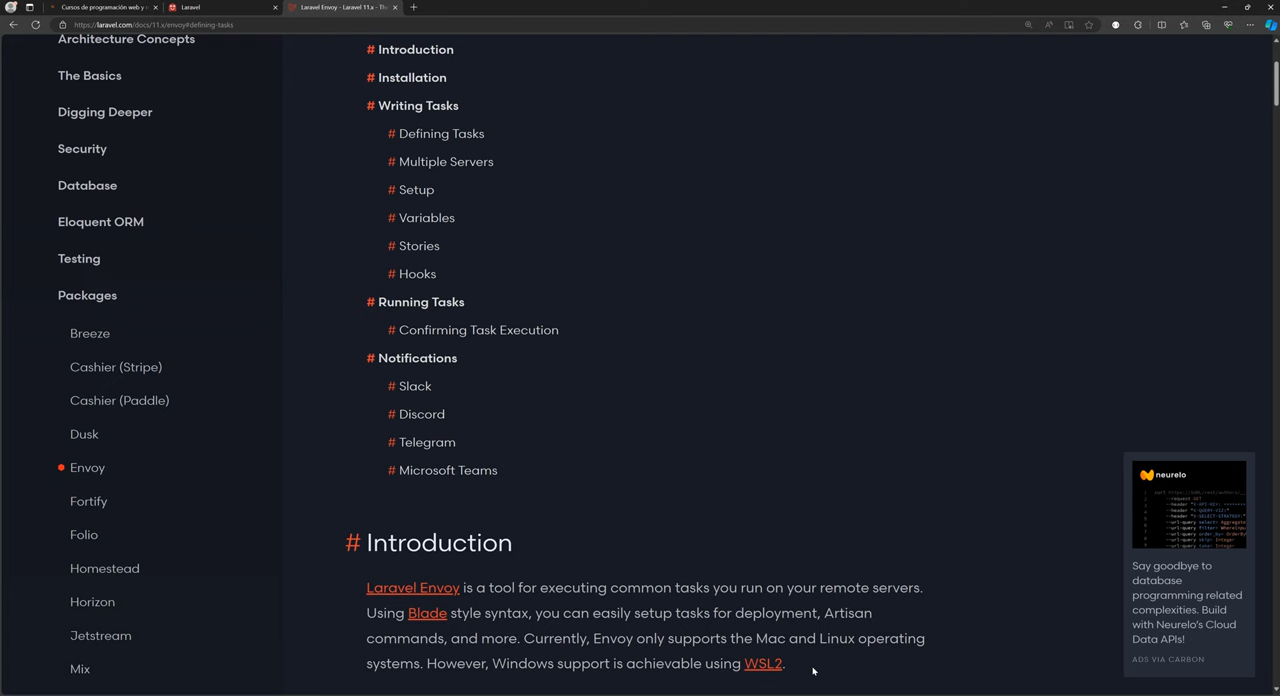 Cursos de programación web y
Laravel
Laravel Envoy - Laravel 11.x - The
https://laravel.com/docs/11.x/envoy#defining-tasks
Architecture Concepts
The Basics
Digging Deeper
Security
Database
Eloquent ORM
Testing
Packages
Breeze
Cashier (Stripe)
Cashier (Paddle)
Dusk
Envoy
Fortify
Folio
Homestead
Horizon
Jetstream
Mix
# Introduction
# Installation
# Writing Tasks
# Defining Tasks
# Multiple Servers
# Setup
# Variables
# Stories
# Hooks
# Running Tasks
# Confirming Task Execution
# Notifications
# Slack
# Discord
# Telegram
# Microsoft Teams
# Introduction
Laravel Envoy is a tool for executing common tasks you run on your remote servers.
Using Blade style syntax, you can easily setup tasks for deployment, Artisan
commands, and more. Currently, Envoy only supports the Mac and Linux operating
systems. However, Windows support is achievable using WSL2.
neurelo
--request GET
Say goodbye to
database
programming related
complexities. Build
with Neurelo's Cloud
Data APIs!
ADS VIA CARBON